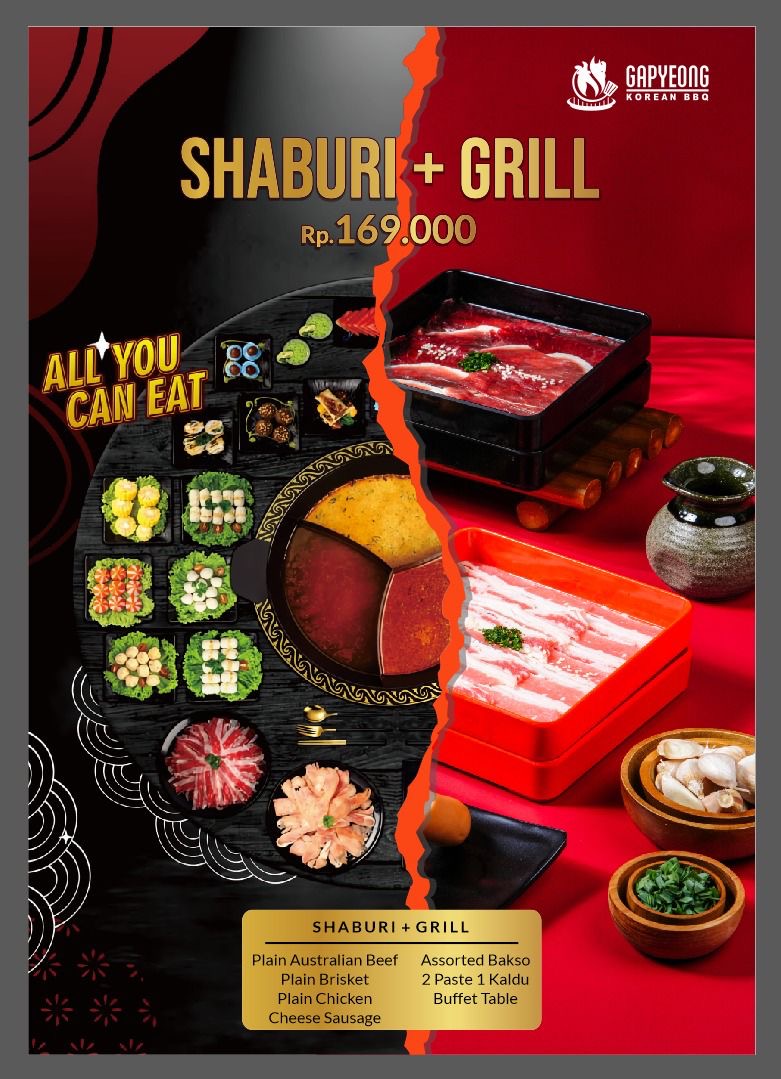 GAPYEONG
KOREAN BBQ
SHABURI + GRILL
Rp.169.000
ALL YOU
CAN EAT
SHABURI + GRILL
Plain Australian Beef
Plain Brisket
Plain Chicken
Cheese Sausage
Assorted Bakso
2 Paste 1 Kaldu
Buffet Table